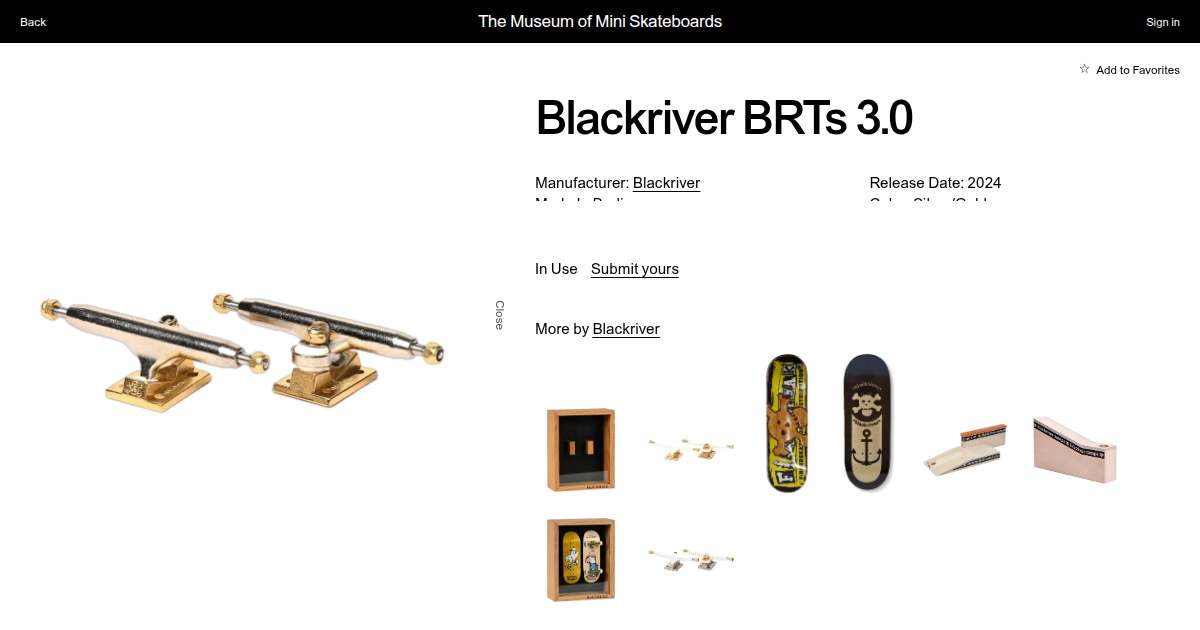 Back
The Museum of Mini Skateboards
Sign in
☆ Add to Favorites
Blackriver BRTs 3.0
Manufacturer: Blackriver
Release Date: 2024
In Use
Submit yours
Close
More by Blackriver